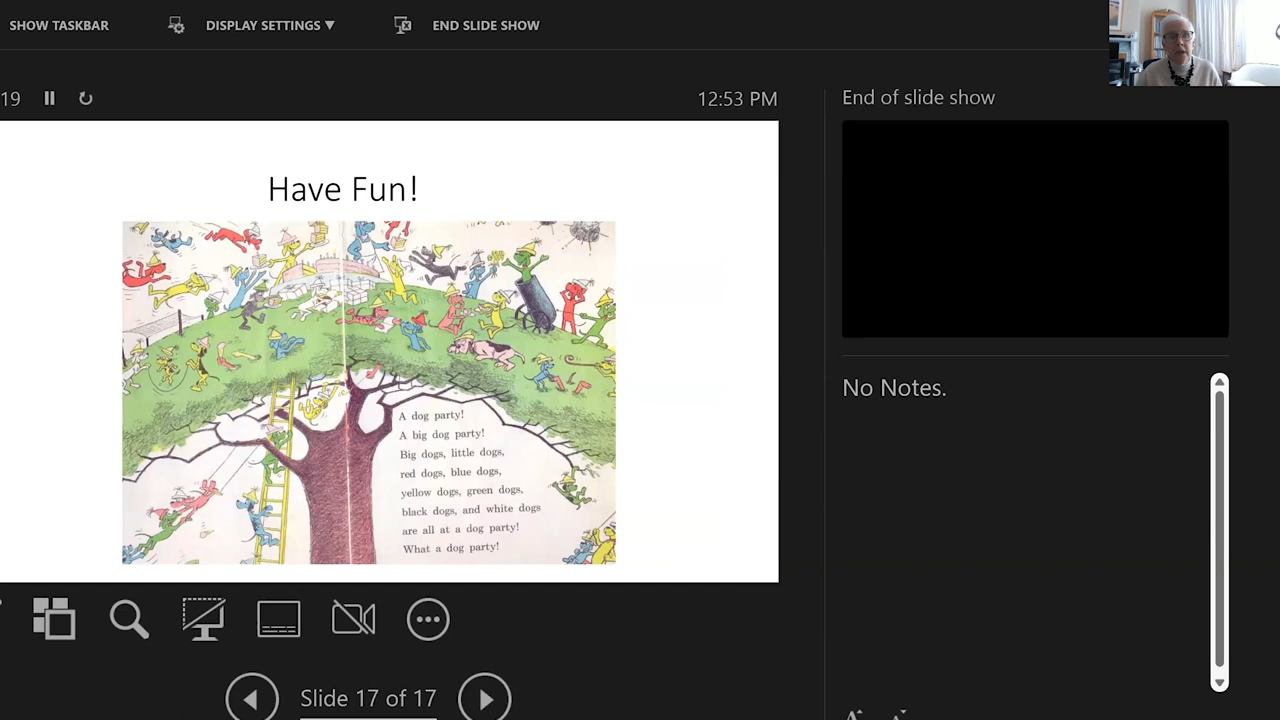 SHOW TASKBAR
DISPLAY SETTINGS ▼
END SLIDE SHOW
19
12:53 PM
End of slide show
Have Fun!
A dog party!
A big dog party!
Big dogs, little dogs,
red dogs, blue dogs,
yellow dogs, green dogs,
black dogs, and white dogs
are all at a dog party!
What a dog party!
No Notes.
Slide 17 of 17